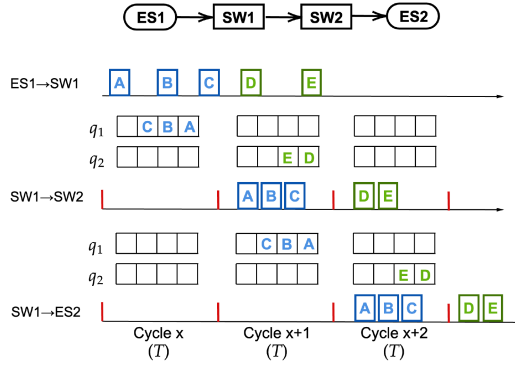 ES1 SW1 SW2 ES2
ES1→SW1 A B C D E
q1 C B A
q2 E D
SW1→SW2 A B C D E
q1 C B A
q2 E D
SW1→ES2 A B C D E
Cycle x Cycle x+1 Cycle x+2
(T) (T) (T)